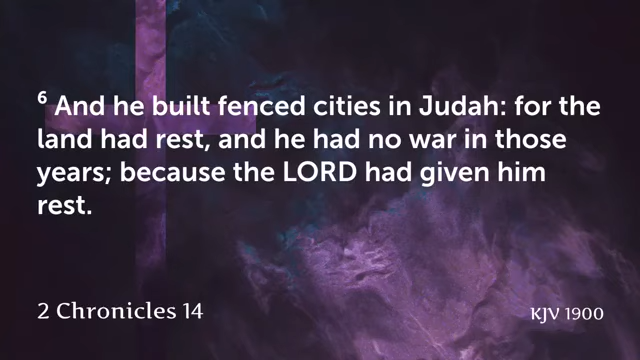 6 And he built fenced cities in Judah: for the
land had rest, and he had no war in those
years; because the LORD had given him
rest.
2 Chronicles 14
KJV 1900